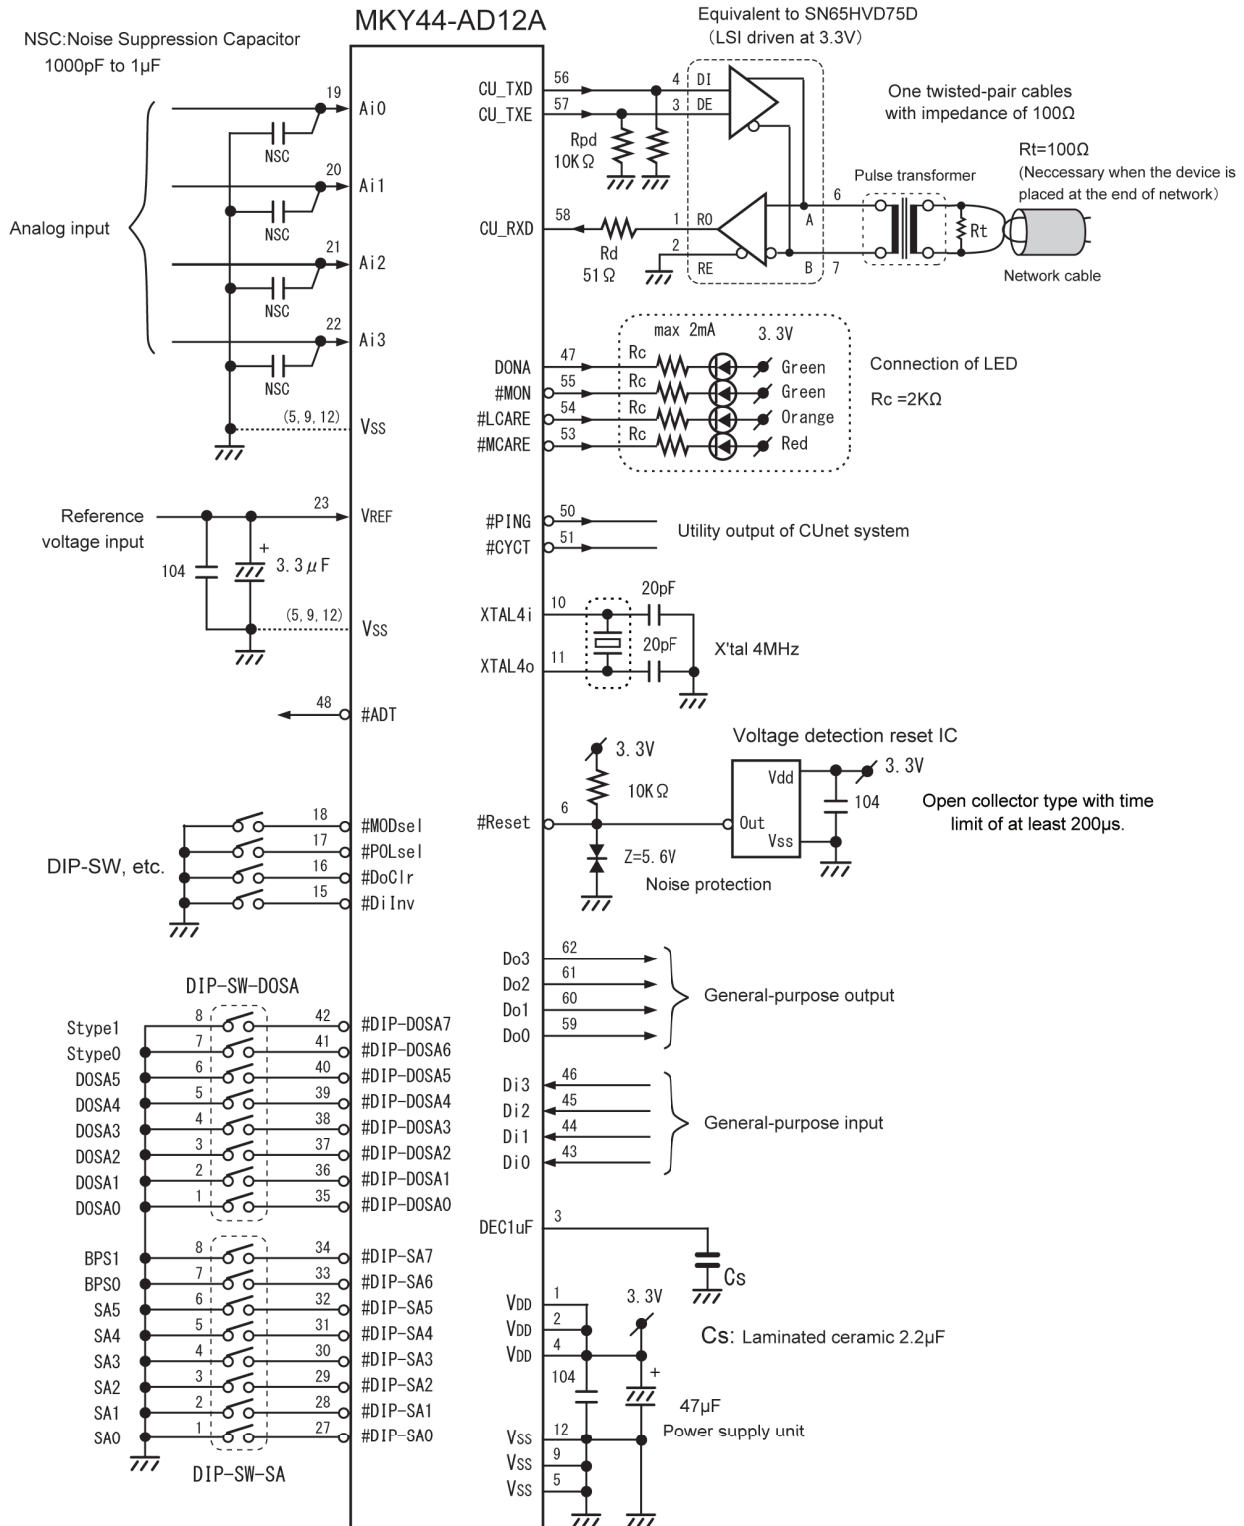 MKY44-AD12A
NSC:Noise Suppression Capacitor
1000pF to 1μF
Analog input
19
Ai0
NSC
20
Ai1
NSC
21
Ai2
NSC
22
Ai3
NSC
(5, 9, 12)
VSS
Reference
voltage input
23
VREF
104
+
3.3μF
(5, 9, 12)
VSS
48
#ADT
DIP-SW, etc.
18
#MODsel
17
#POLsel
16
#DoClr
15
#DiInv
DIP-SW-DOSA
Stype1 8 42 #DIP-DOSA7
Stype0 7 41 #DIP-DOSA6
DOSA5 6 40 #DIP-DOSA5
DOSA4 5 39 #DIP-DOSA4
DOSA3 4 38 #DIP-DOSA3
DOSA2 3 37 #DIP-DOSA2
DOSA1 2 36 #DIP-DOSA1
DOSA0 1 35 #DIP-DOSA0
BPS1 8 34 #DIP-SA7
BPS0 7 33 #DIP-SA6
SA5 6 32 #DIP-SA5
SA4 5 31 #DIP-SA4
SA3 4 30 #DIP-SA3
SA2 3 29 #DIP-SA2
SA1 2 28 #DIP-SA1
SA0 1 27 #DIP-SA0
DIP-SW-SA
Equivalent to SN65HVD75D
(LSI driven at 3.3V)
CU_TXD 56 4 DI
CU_TXE 57 3 DE
Rpd
10KΩ
CU_RXD 58 1 RO
Rd
51Ω
2
RE
A 6
B 7
Pulse transformer
One twisted-pair cables
with impedance of 100Ω
Rt=100Ω
(Neccessary when the device is
placed at the end of network)
Rt
Network cable
max 2mA 3.3V
DONA 47 Rc Green
#MON 55 Rc Green
#LCARE 54 Rc Orange
#MCARE 53 Rc Red
Connection of LED
Rc =2KΩ
#PING 50
#CYCT 51
Utility output of CUnet system
XTAL4i 10 20pF
XTAL4o 11 20pF
X'tal 4MHz
Voltage detection reset IC
3.3V
10KΩ
#Reset 6
Z=5.6V
Noise protection
Out
Vdd
Vss
3.3V
104
Open collector type with time
limit of at least 200μs.
Do3 62
Do2 61
Do1 60
Do0 59
General-purpose output
Di3 46
Di2 45
Di1 44
Di0 43
General-purpose input
DEC1uF 3
Cs
Cs: Laminated ceramic 2.2μF
VDD 1
VDD 2
VDD 4
3.3V
104
+
47μF
Power supply unit
VSS 12
VSS 9
VSS 5